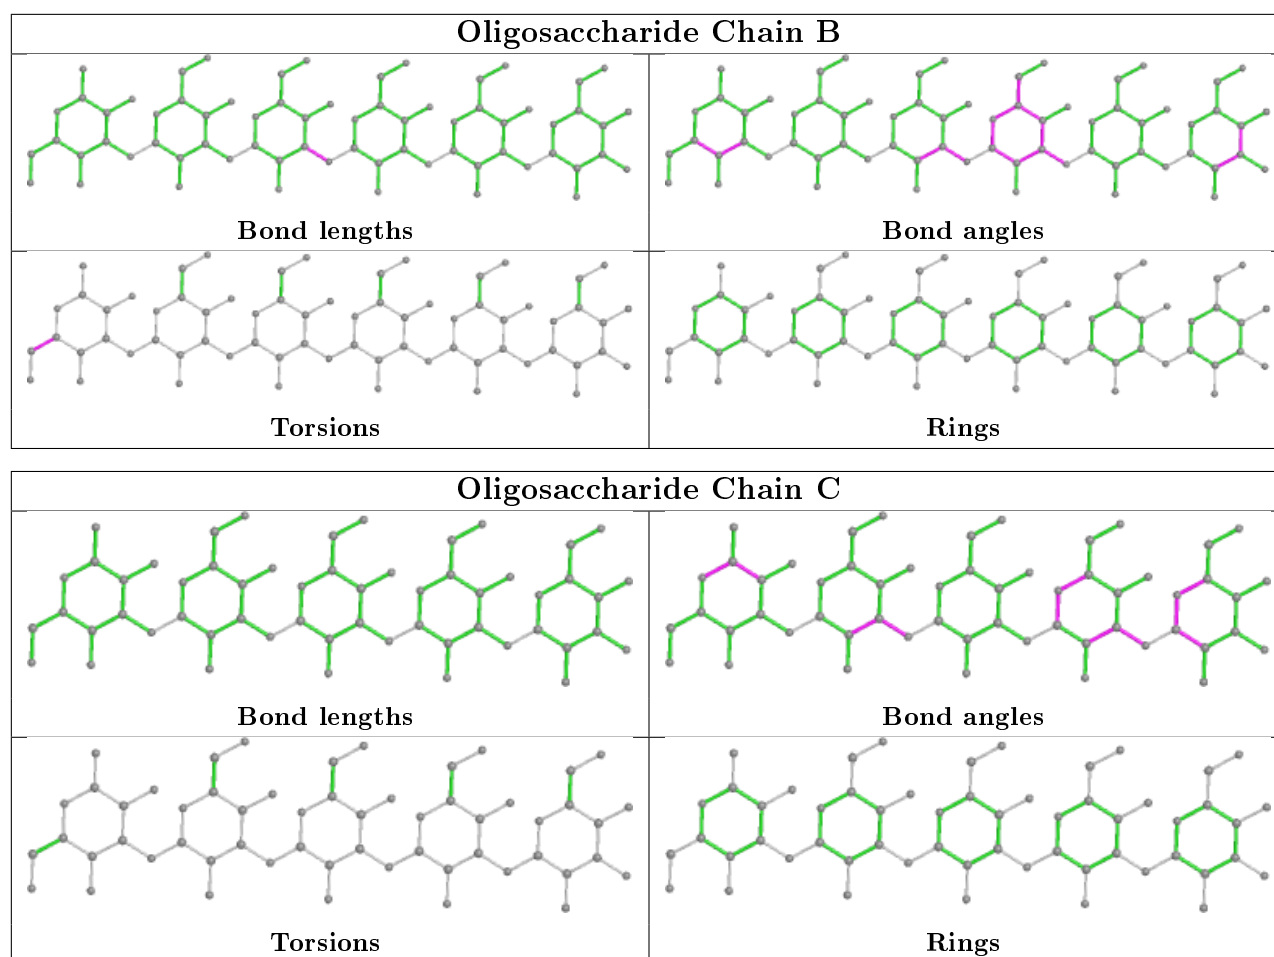 Oligosaccharide Chain B
Bond lengths
Bond angles
Torsions
Rings
Oligosaccharide Chain C
Bond lengths
Bond angles
Torsions
Rings